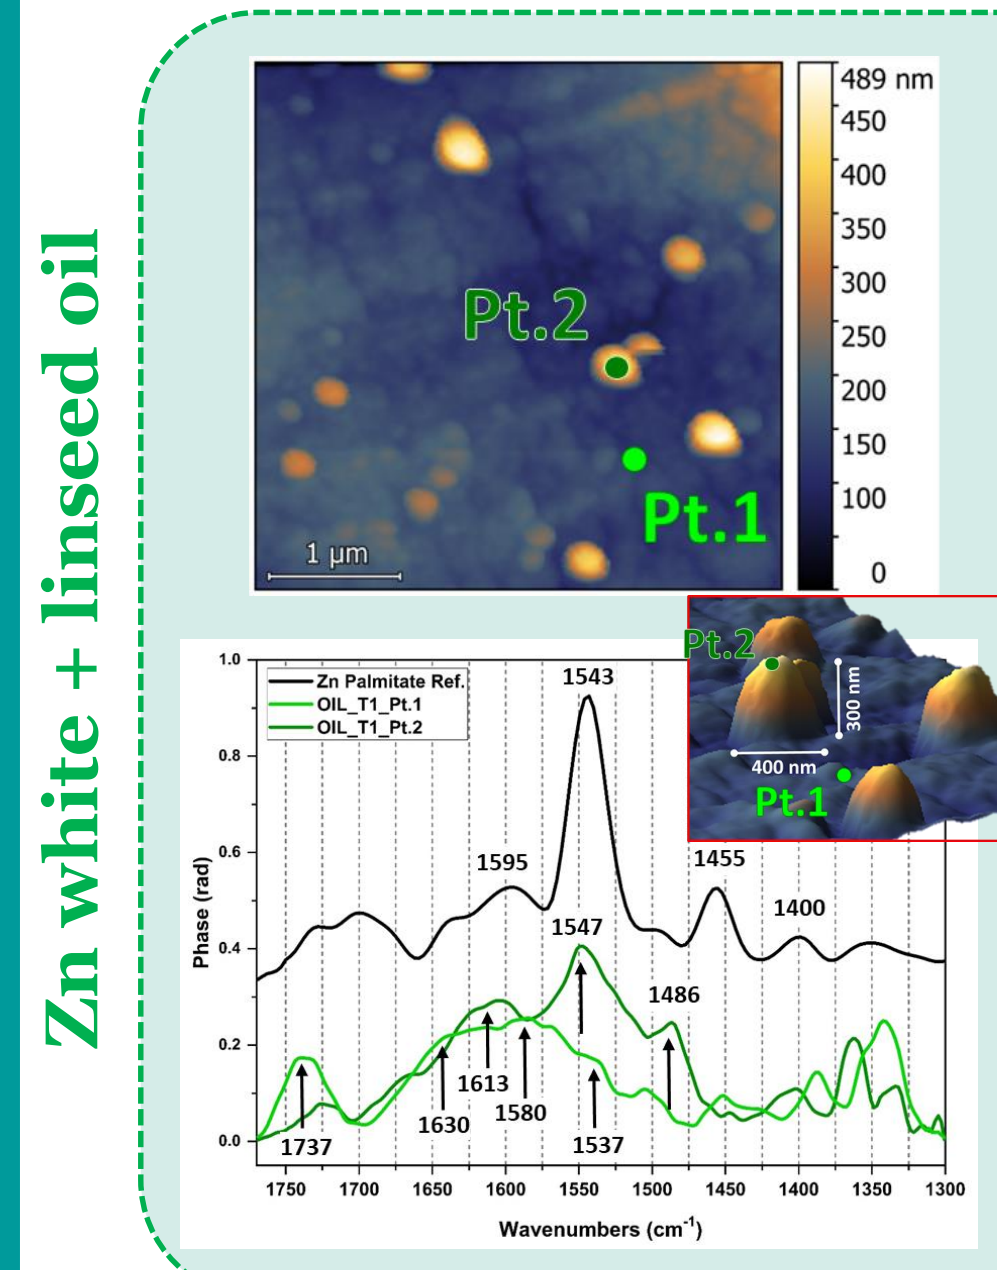 Zn white + linseed oil
489 nm
450
400
350
300
250
200
150
100
0
Pt.2
Pt.1
1 µm
Pt.2
300 nm
400 nm
Pt.1
Zn Palmitate Ref.
OIL_T1_Pt.1
OIL_T1_Pt.2
1543
1595
1455
1400
1547
1486
1613
1630
1580
1537
1737
Phase (rad)
1.0
0.8
0.6
0.4
0.2
0.0
1750 1700 1650 1600 1550 1500 1450 1400 1350 1300
Wavenumbers (cm⁻¹)